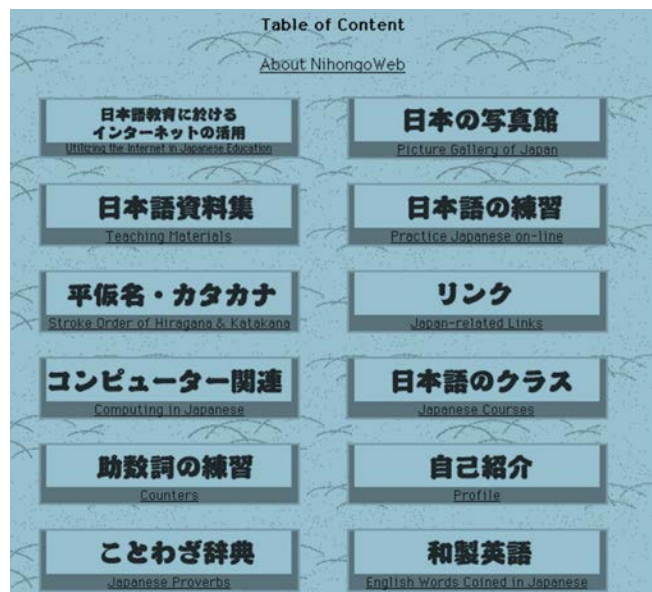 Table of Content
About NihongoWeb
日本語教育に於ける
インターネットの活用
Utilizing the Internet in Japanese Education
日本の写真館
Picture Gallery of Japan
日本語資料集
Teaching Materials
日本語の練習
Practice Japanese on-line
平仮名・カタカナ
Stroke Order of Hiragana & Katakana
リンク
Japan-related Links
コンピューター関連
Computing in Japanese
日本語のクラス
Japanese Courses
助数詞の練習
Counters
自己紹介
Profile
ことわざ辞典
Japanese Proverbs
和製英語
English Words Coined in Japanese